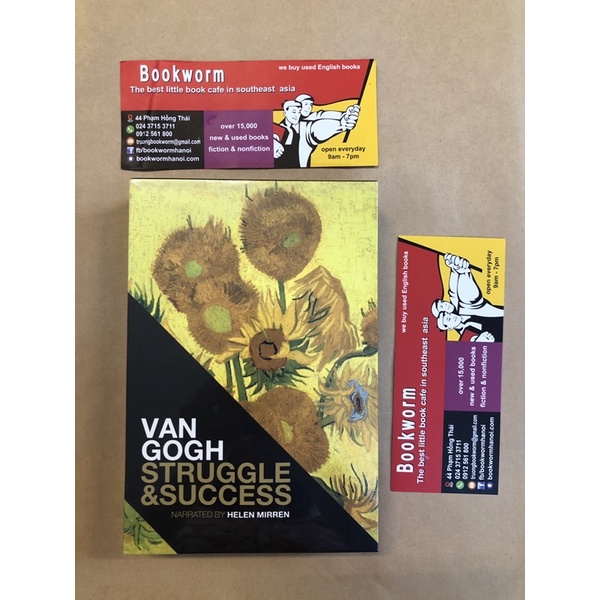 Bookworm
we buy used English books
The best little book cafe in southeast asia
44 Phạm Hồng Thái
024 3715 3711
0912 561 800
truungbookworm@gmail.com
fb/bookwormhanoi
bookwormhanoi.com
over 15,000
new & used books
fiction & nonfiction
open everyday
9am - 7pm
VAN
GOGH
STRUGGLE
&SUCCESS
NARRATED BY HELEN MIRREN
Bookworm
we buy used English books
The best little book cafe in southeast asia
44 Phạm Hồng Thái
024 3715 3711
0912 561 800
truungbookworm@gmail.com
fb/bookwormhanoi
bookwormhanoi.com
over 15,000
new & used books
fiction & nonfiction
open everyday
9am - 7pm